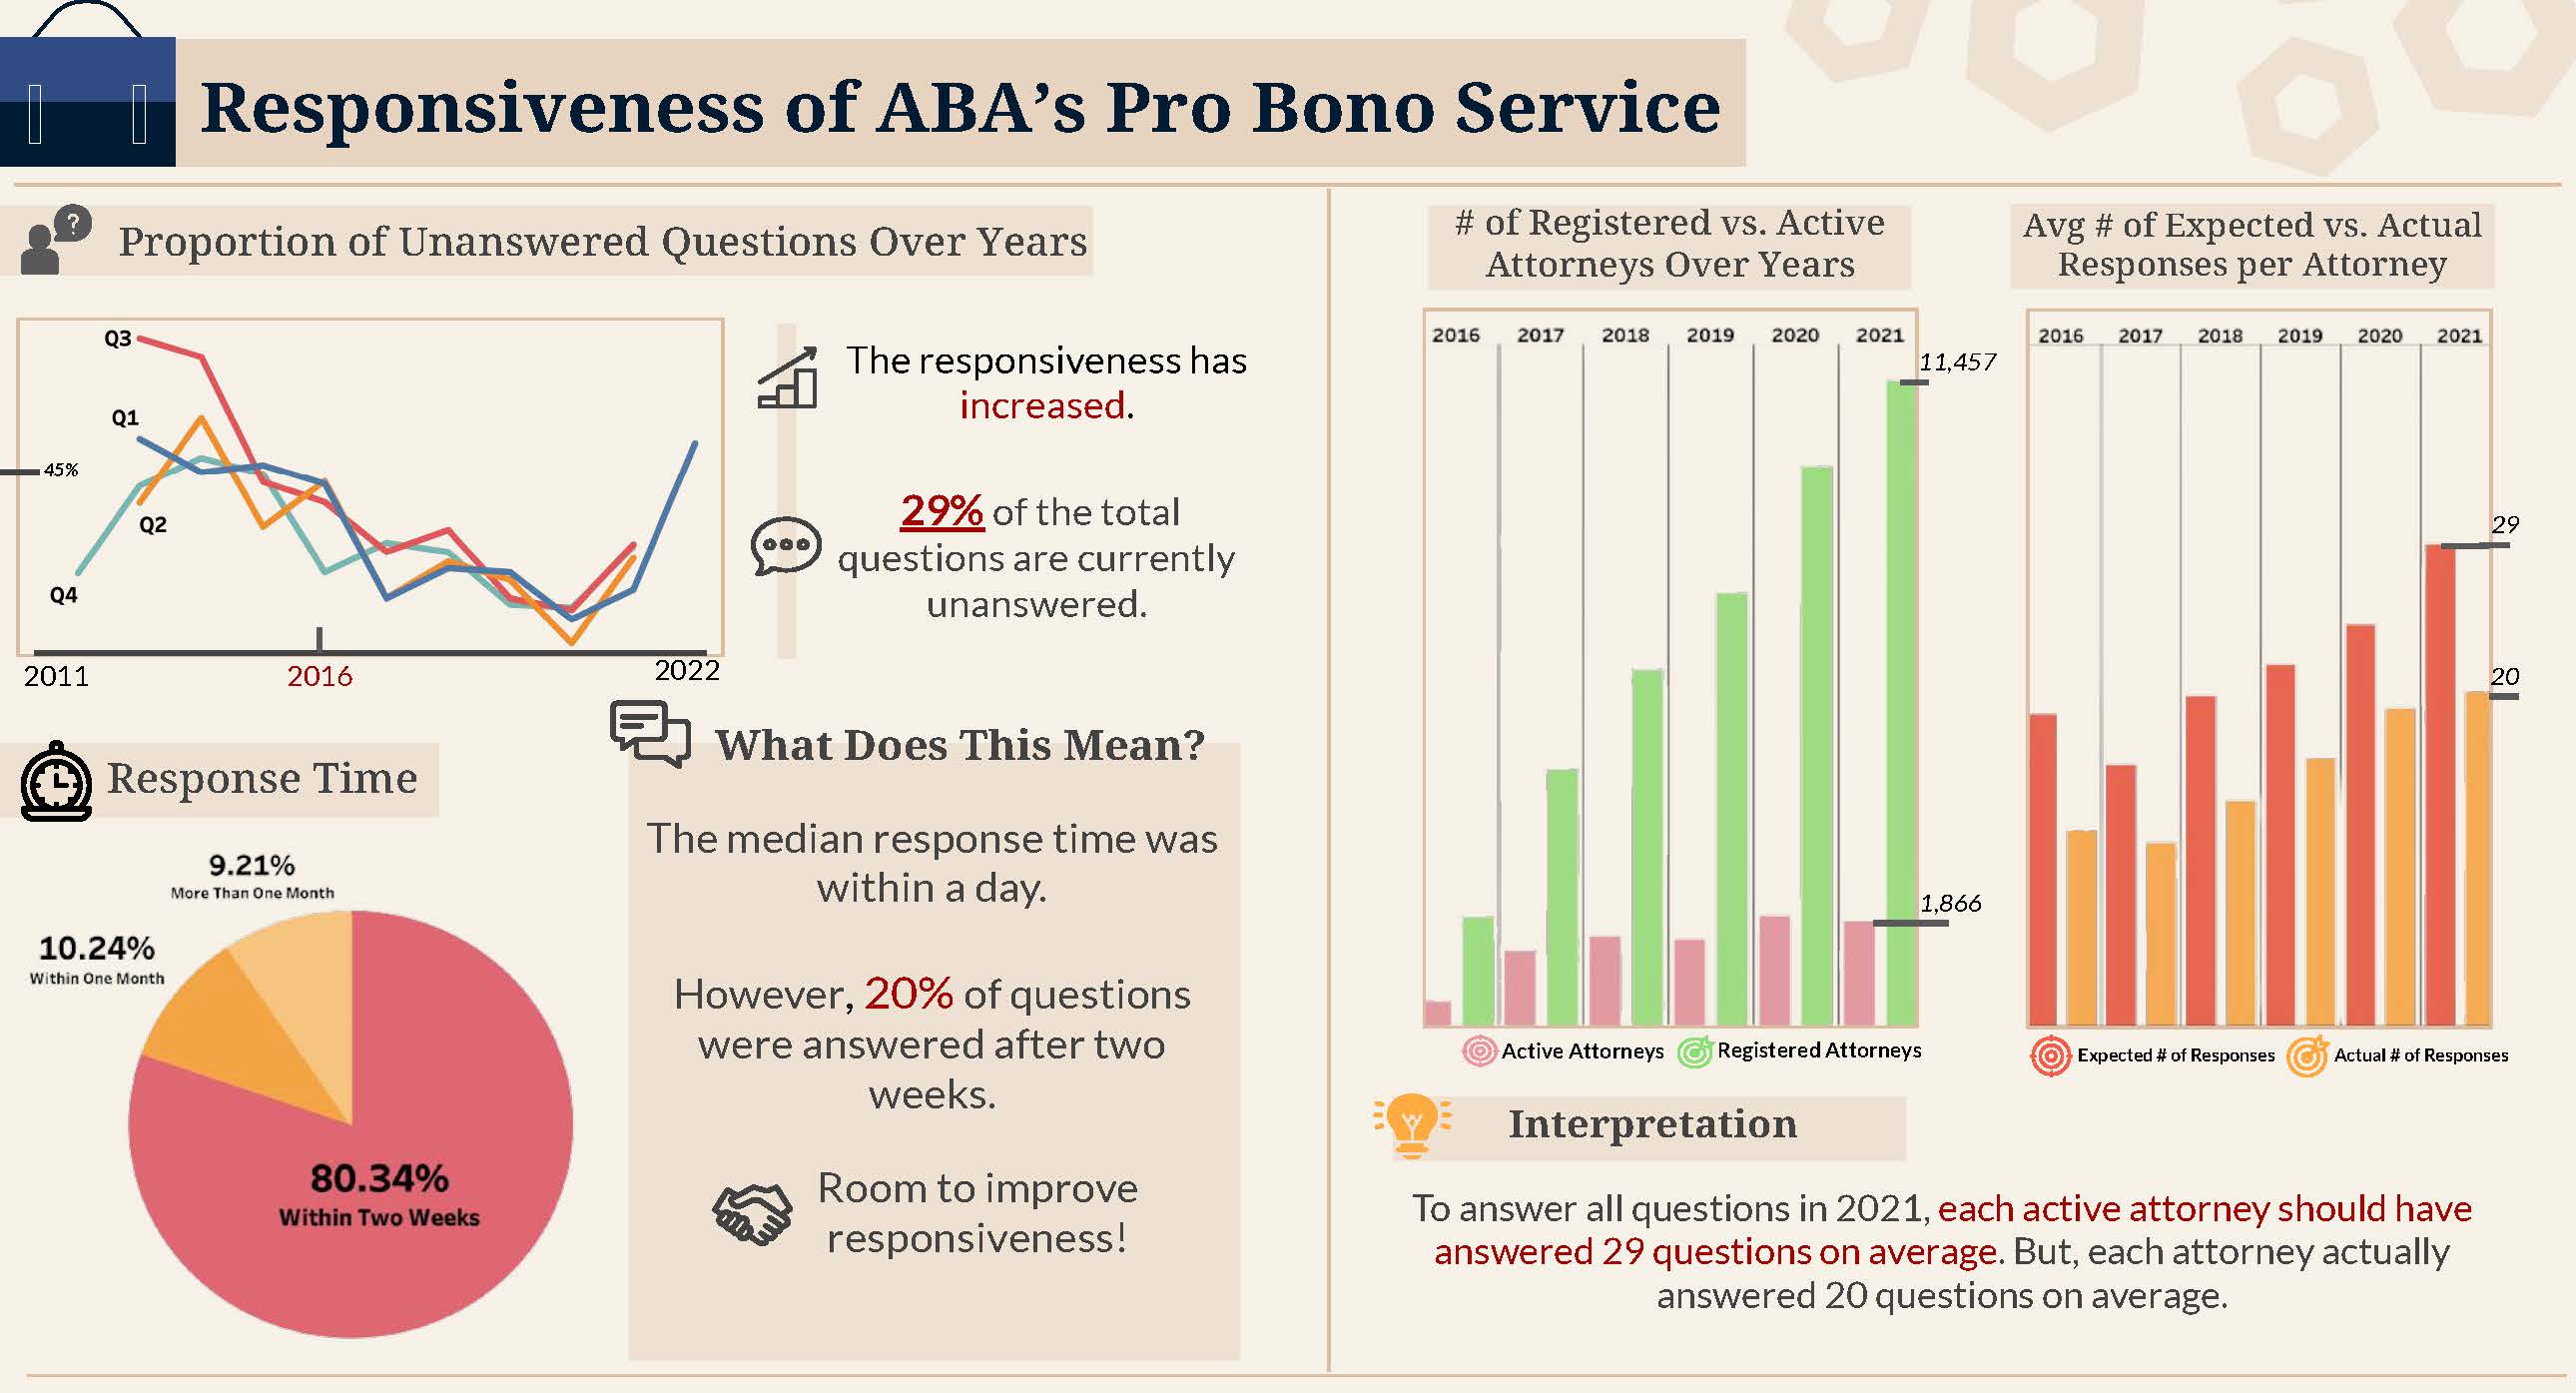 Responsiveness of ABA’s Pro Bono Service
?
Proportion of Unanswered Questions Over Years
Q3
Q1
45%
Q2
Q4
2011
2016
2022
The responsiveness has
increased.
29% of the total
questions are currently
unanswered.
Response Time
9.21%
More Than One Month
10.24%
Within One Month
80.34%
Within Two Weeks
What Does This Mean?
The median response time was
within a day.
However, 20% of questions
were answered after two
weeks.
Room to improve
responsiveness!
# of Registered vs. Active
Attorneys Over Years
2016 2017 2018 2019 2020 2021
11,457
1,866
Active Attorneys Registered Attorneys
Avg # of Expected vs. Actual
Responses per Attorney
2016 2017 2018 2019 2020 2021
29
20
Expected # of Responses Actual # of Responses
Interpretation
To answer all questions in 2021, each active attorney should have
answered 29 questions on average. But, each attorney actually
answered 20 questions on average.